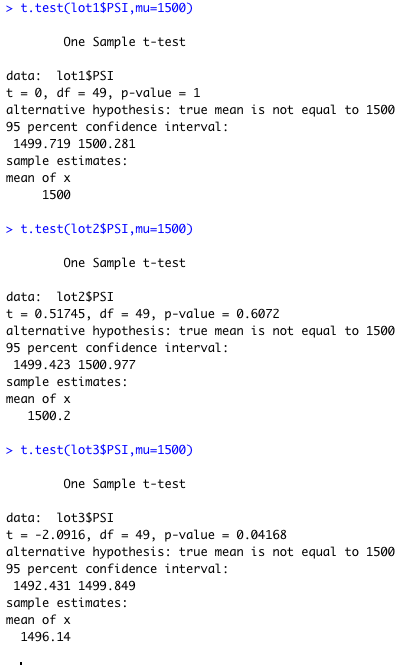 > t.test(lot1$PSI,mu=1500)
One Sample t-test
data:  lot1$PSI
t = 0, df = 49, p-value = 1
alternative hypothesis: true mean is not equal to 1500
95 percent confidence interval:
1499.719 1500.281
sample estimates:
mean of x
1500
> t.test(lot2$PSI,mu=1500)
One Sample t-test
data:  lot2$PSI
t = 0.51745, df = 49, p-value = 0.6072
alternative hypothesis: true mean is not equal to 1500
95 percent confidence interval:
1499.423 1500.977
sample estimates:
mean of x
1500.2
> t.test(lot3$PSI,mu=1500)
One Sample t-test
data:  lot3$PSI
t = -2.0916, df = 49, p-value = 0.04168
alternative hypothesis: true mean is not equal to 1500
95 percent confidence interval:
1492.431 1499.849
sample estimates:
mean of x
1496.14